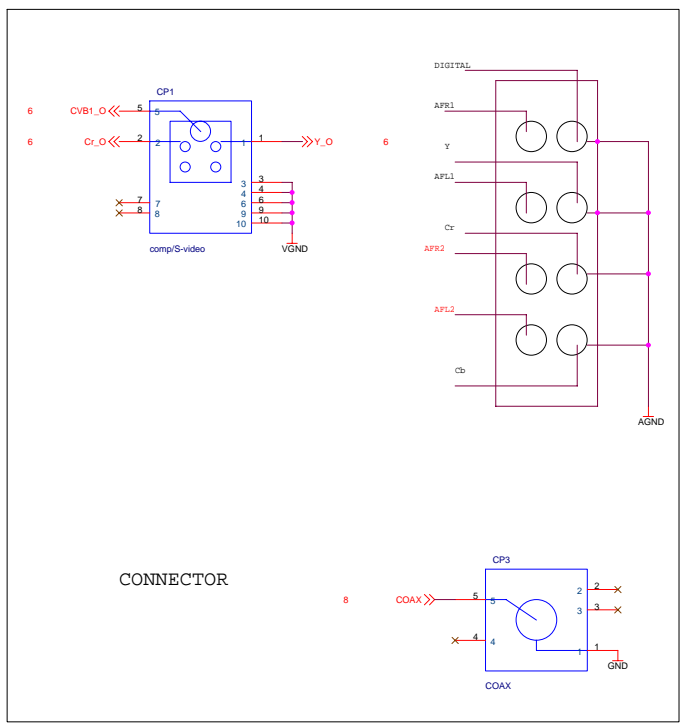 CP1
6 CVB1_O 5 5
6 Cr_O 2 2 1 1 Y_O 6
7 7
8 8
3 3
4 4
6 6
9 9
10 10
comp/S-video
VGND
DIGITAL
AFR1
Y
AFL1
Cr
AFR2
AFL2
Cb
AGND
CONNECTOR
CP3
8 COAX 5 5
2 2
3 3
4 4
1 1
GND
COAX